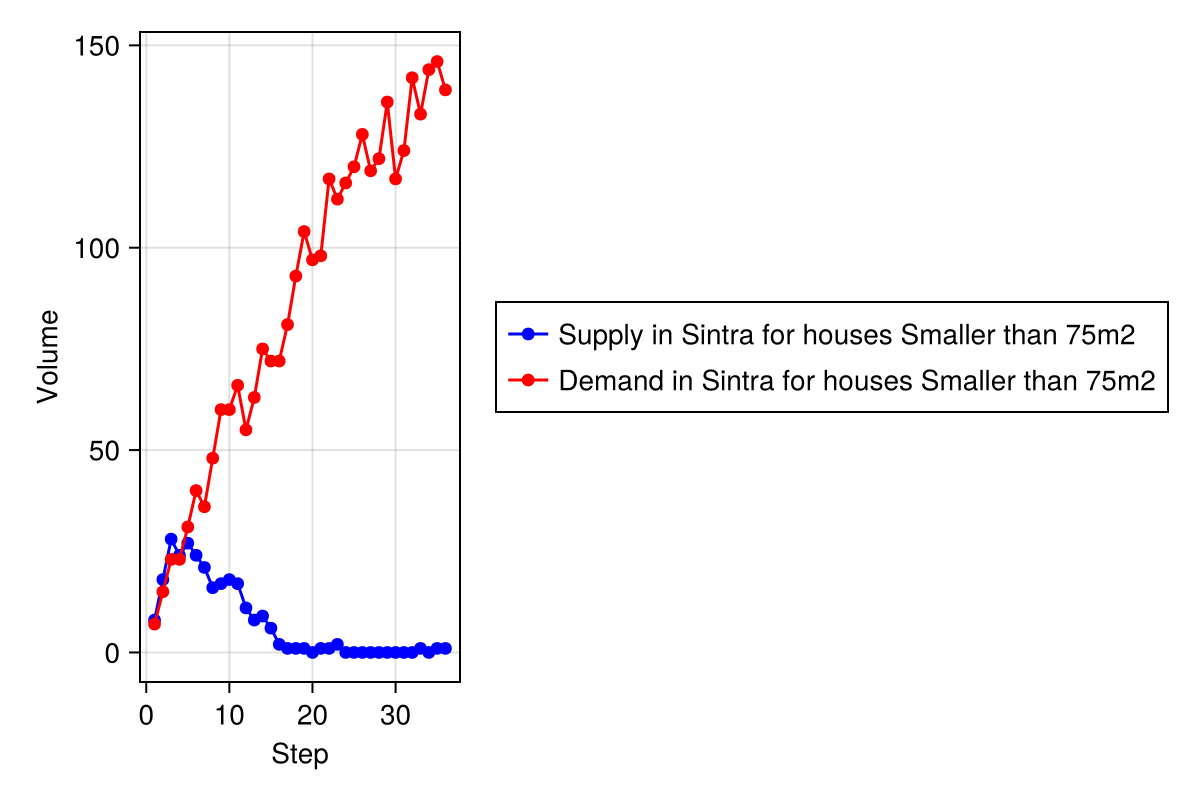 150
100
50
0
Volume
0 10 20 30
Step
Supply in Sintra for houses Smaller than 75m2
Demand in Sintra for houses Smaller than 75m2